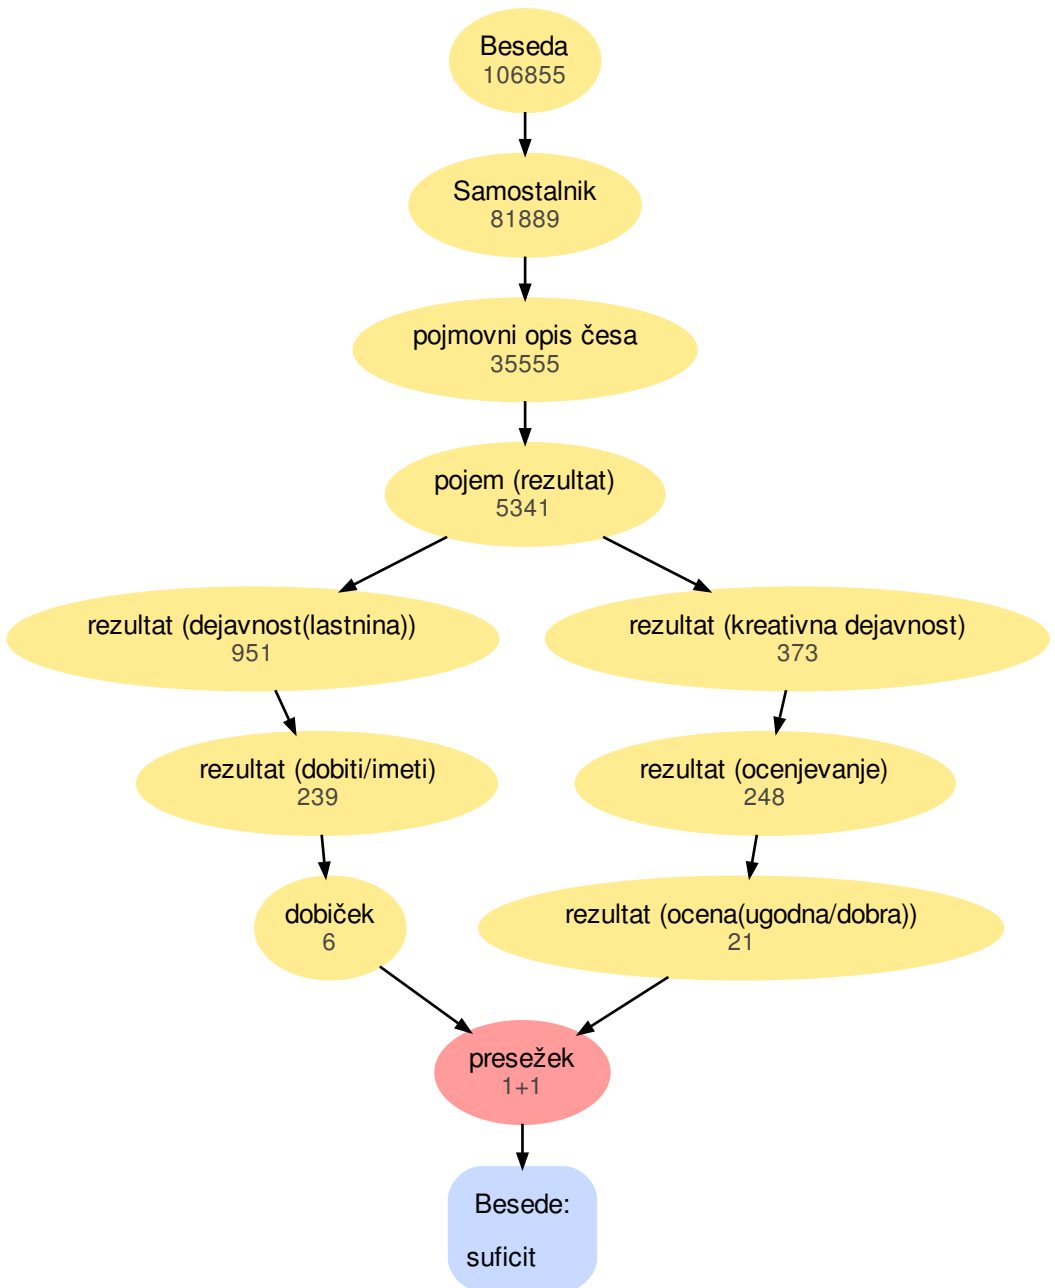 Beseda
106855
Samostalnik
81889
pojmovni opis česa
35555
pojem (rezultat)
5341
rezultat (dejavnost(lastnina))
951
rezultat (kreativna dejavnost)
373
rezultat (dobiti/imeti)
239
rezultat (ocenjevanje)
248
dobiček
6
rezultat (ocena(ugodna/dobra))
21
presežek
1+1
Besede:
suficit